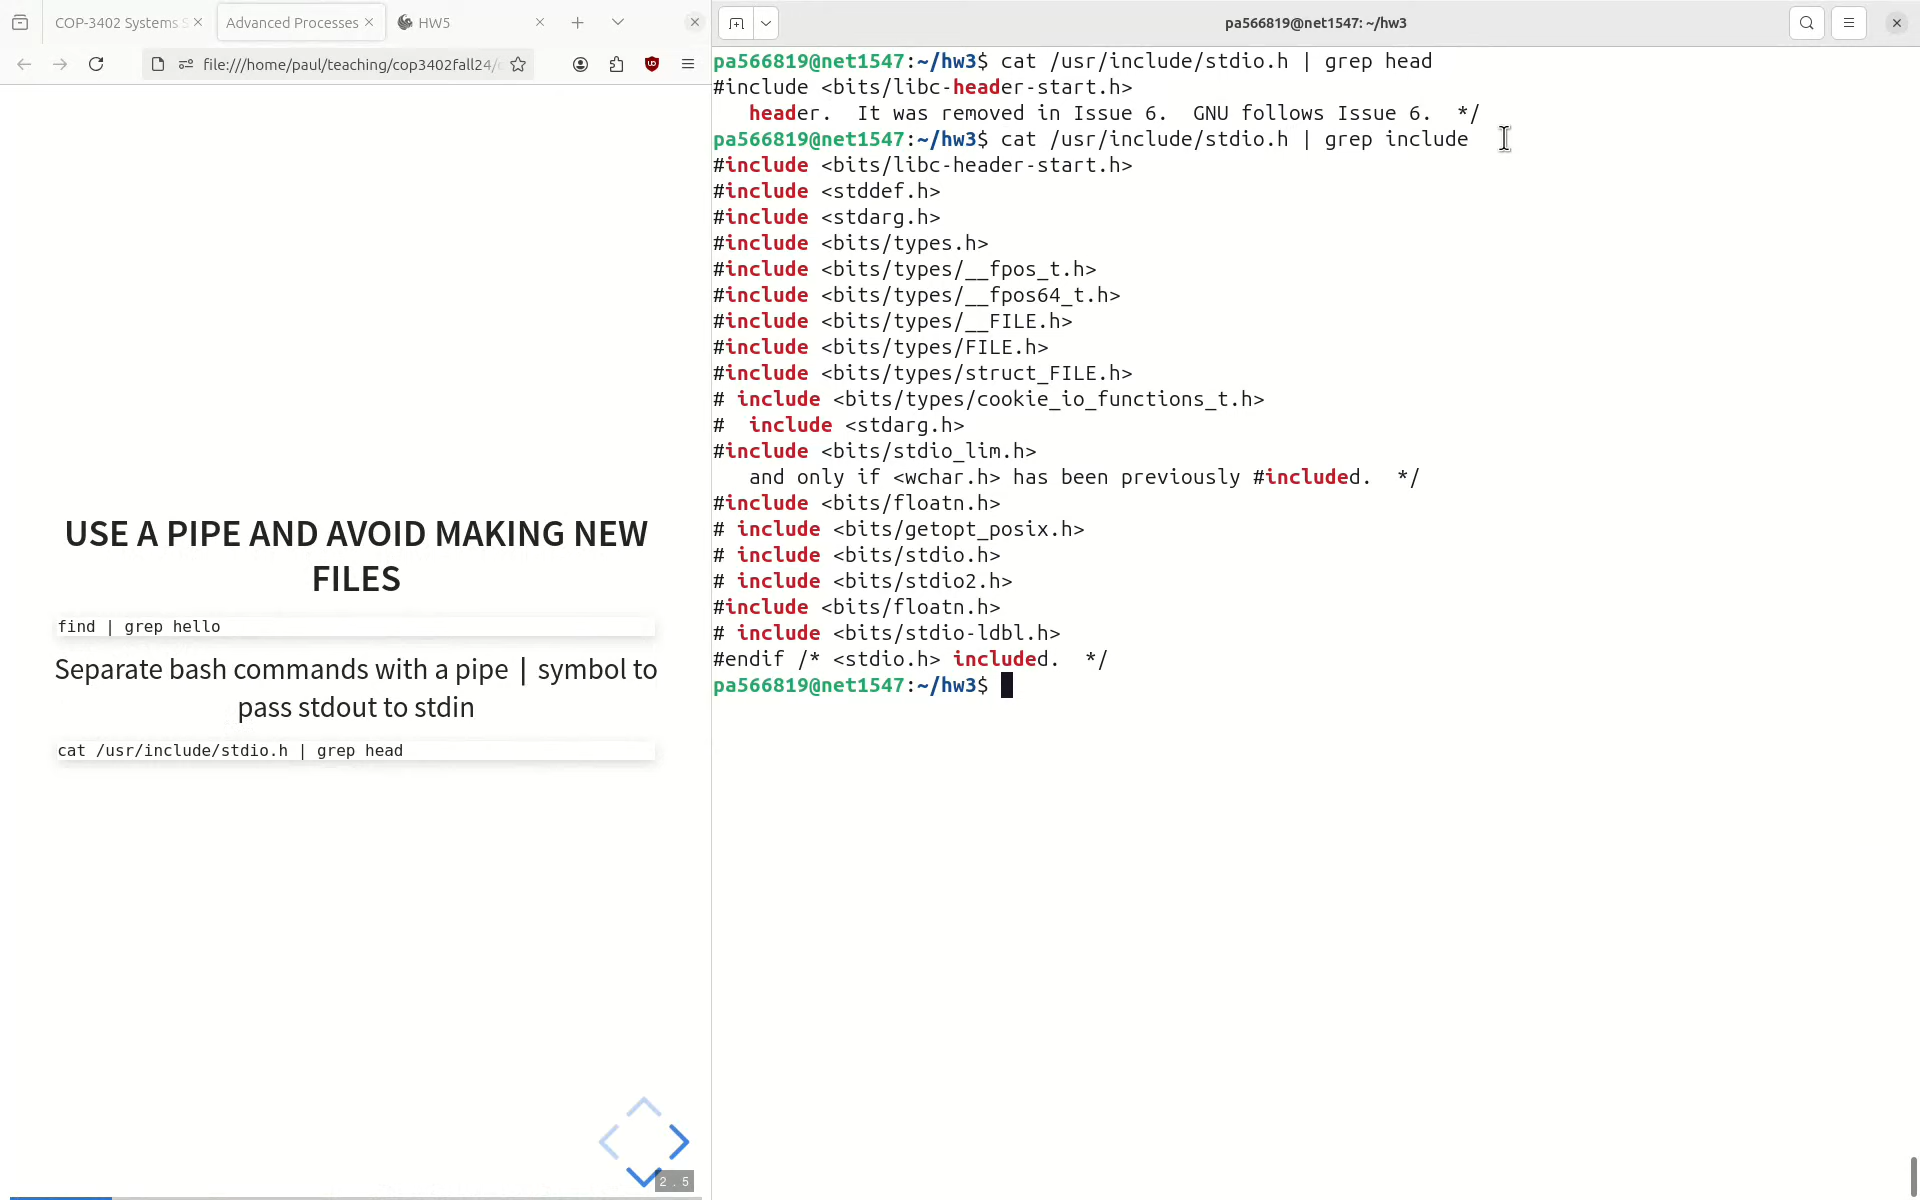 COP-3402 Systems S
Advanced Processes
HW5
file:///home/paul/teaching/cop3402fall24/
USE A PIPE AND AVOID MAKING NEW
FILES
find | grep hello
Separate bash commands with a pipe | symbol to
pass stdout to stdin
cat /usr/include/stdio.h | grep head
2 . 5
pa566819@net1547: ~/hw3
pa566819@net1547:~/hw3$ cat /usr/include/stdio.h | grep head
#include <bits/libc-header-start.h>
   header.  It was removed in Issue 6.  GNU follows Issue 6.  */
pa566819@net1547:~/hw3$ cat /usr/include/stdio.h | grep include
#include <bits/libc-header-start.h>
#include <stddef.h>
#include <stdarg.h>
#include <bits/types.h>
#include <bits/types/__fpos_t.h>
#include <bits/types/__fpos64_t.h>
#include <bits/types/__FILE.h>
#include <bits/types/FILE.h>
#include <bits/types/struct_FILE.h>
# include <bits/types/cookie_io_functions_t.h>
#  include <stdarg.h>
#include <bits/stdio_lim.h>
   and only if <wchar.h> has been previously #included.  */
#include <bits/floatn.h>
# include <bits/getopt_posix.h>
# include <bits/stdio.h>
# include <bits/stdio2.h>
#include <bits/floatn.h>
# include <bits/stdio-ldbl.h>
#endif /* <stdio.h> included.  */
pa566819@net1547:~/hw3$